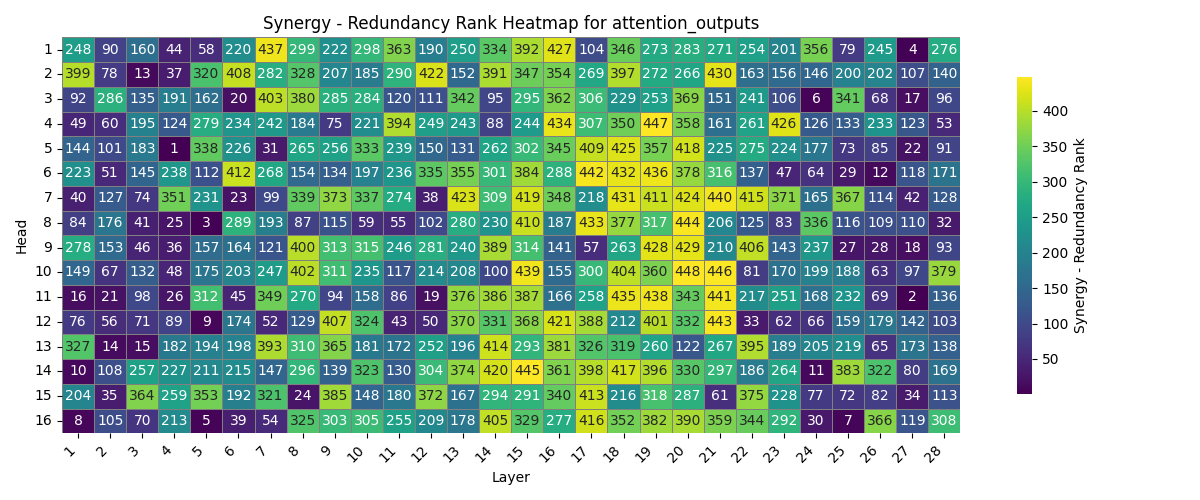 Synergy - Redundancy Rank Heatmap for attention_outputs
1 248 90 160 44 58 220 437 299 222 298 363 190 250 334 392 427 104 346 273 283 271 254 201 356 79 245 4 276
2 399 78 13 37 320 408 282 328 207 185 290 422 152 391 347 354 269 397 272 266 430 163 156 146 200 202 107 140
3 92 286 135 191 162 20 403 380 285 284 120 111 342 95 295 362 306 229 253 369 151 241 106 6 341 68 17 96
4 49 60 195 124 279 234 242 184 75 221 394 249 243 88 244 434 307 350 447 358 161 261 426 126 133 233 123 53
5 144 101 183 1 338 226 31 265 256 333 239 150 131 262 302 345 409 425 357 418 225 275 224 177 73 85 22 91
6 223 51 145 238 112 412 268 154 134 197 236 335 355 301 384 288 442 432 436 378 316 137 47 64 29 12 118 171
7 40 127 74 351 231 23 99 339 373 337 274 38 423 309 419 348 218 431 411 424 440 415 371 165 367 114 42 128
8 84 176 41 25 3 289 193 87 115 59 55 102 280 230 410 187 433 377 317 444 206 125 83 336 116 109 110 32
9 278 153 46 36 157 164 121 400 313 315 246 281 240 389 314 141 57 263 428 429 210 406 143 237 27 28 18 93
10 149 67 132 48 175 203 247 402 311 235 117 214 208 100 439 155 300 404 360 448 446 81 170 199 188 63 97 379
11 16 21 98 26 312 45 349 270 94 158 86 19 376 386 387 166 258 435 438 343 441 217 251 168 232 69 2 136
12 76 56 71 89 9 174 52 129 407 324 43 50 370 331 368 421 388 212 401 332 443 33 62 66 159 179 142 103
13 327 14 15 182 194 198 393 310 365 181 172 252 196 414 293 381 326 319 260 122 267 395 189 205 219 65 173 138
14 10 108 257 227 211 215 147 296 139 323 130 304 374 420 445 361 398 417 396 330 297 186 264 11 383 322 80 169
15 204 35 364 259 353 192 321 24 385 148 180 372 167 294 291 340 413 216 318 287 61 375 228 77 72 82 34 113
16 8 105 70 213 5 39 54 325 303 305 255 209 178 405 329 277 416 352 382 390 359 344 292 30 7 366 119 308
1 2 3 4 5 6 7 8 9 10 11 12 13 14 15 16 17 18 19 20 21 22 23 24 25 26 27 28
Layer
Head
400
350
300
250
200
150
100
50
Synergy - Redundancy Rank